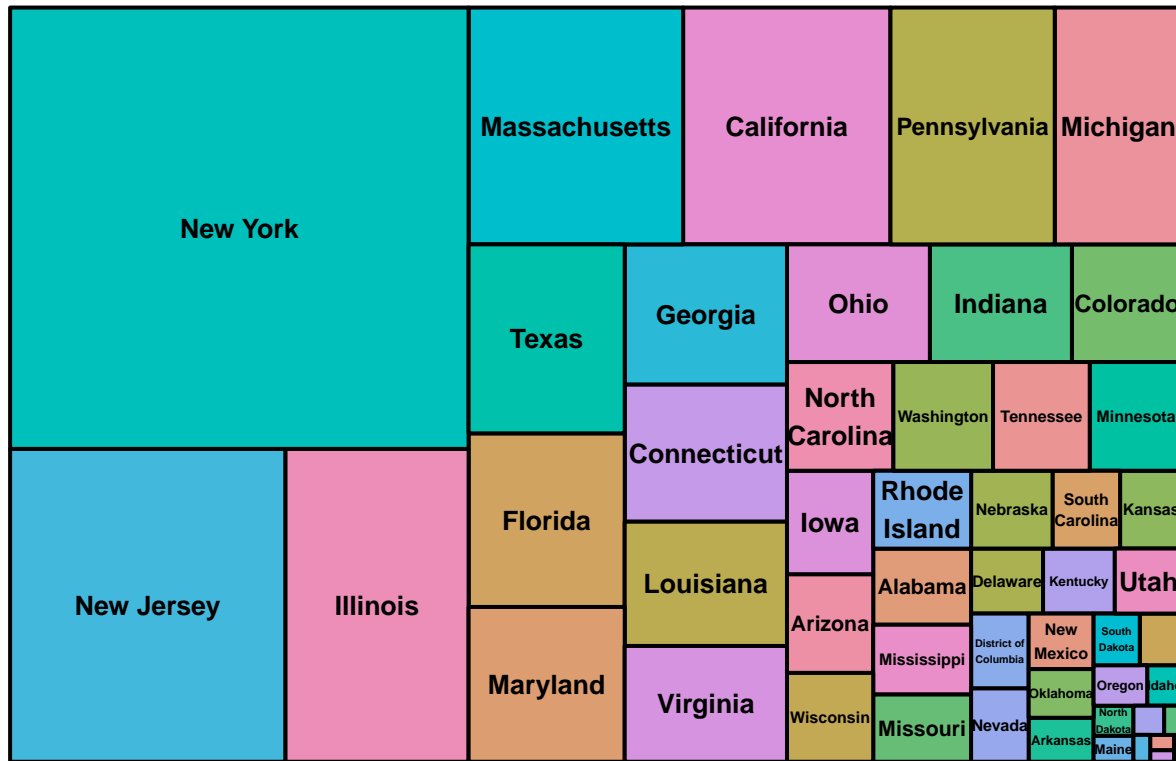 New York
Massachusetts
California
Pennsylvania
Michigan
Texas
Georgia
Ohio
Indiana
Colorado
North
Carolina
Washington
Tennessee
Minnesota
Connecticut
Florida
Louisiana
Iowa
Rhode
Island
Nebraska
South
Carolina
Kansas
New Jersey
Illinois
Maryland
Virginia
Arizona
Wisconsin
Alabama
Mississippi
Missouri
Delaware
Kentucky
Utah
District of
Columbia
Nevada
New
Mexico
Oklahoma
Arkansas
South
Dakota
Oregon
Idaho
North
Dakota
Maine